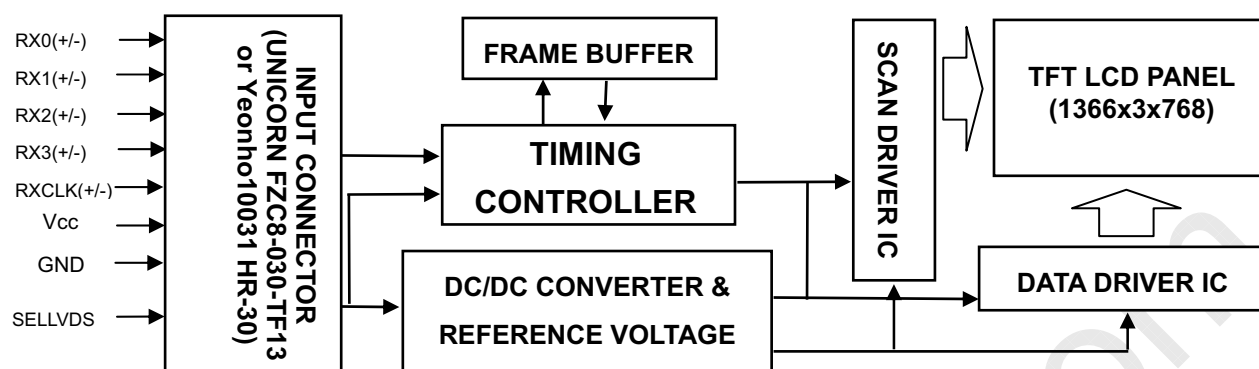 RX0(+/-)
RX1(+/-)
RX2(+/-)
RX3(+/-)
RXCLK(+/-)
Vcc
GND
SELLVDS
INPUT CONNECTOR
(UNICORN FZC8-030-TF13
or Yeonho10031 HR-30)
FRAME BUFFER
TIMING
CONTROLLER
DC/DC CONVERTER &
REFERENCE VOLTAGE
SCAN DRIVER IC
TFT LCD PANEL
(1366x3x768)
DATA DRIVER IC